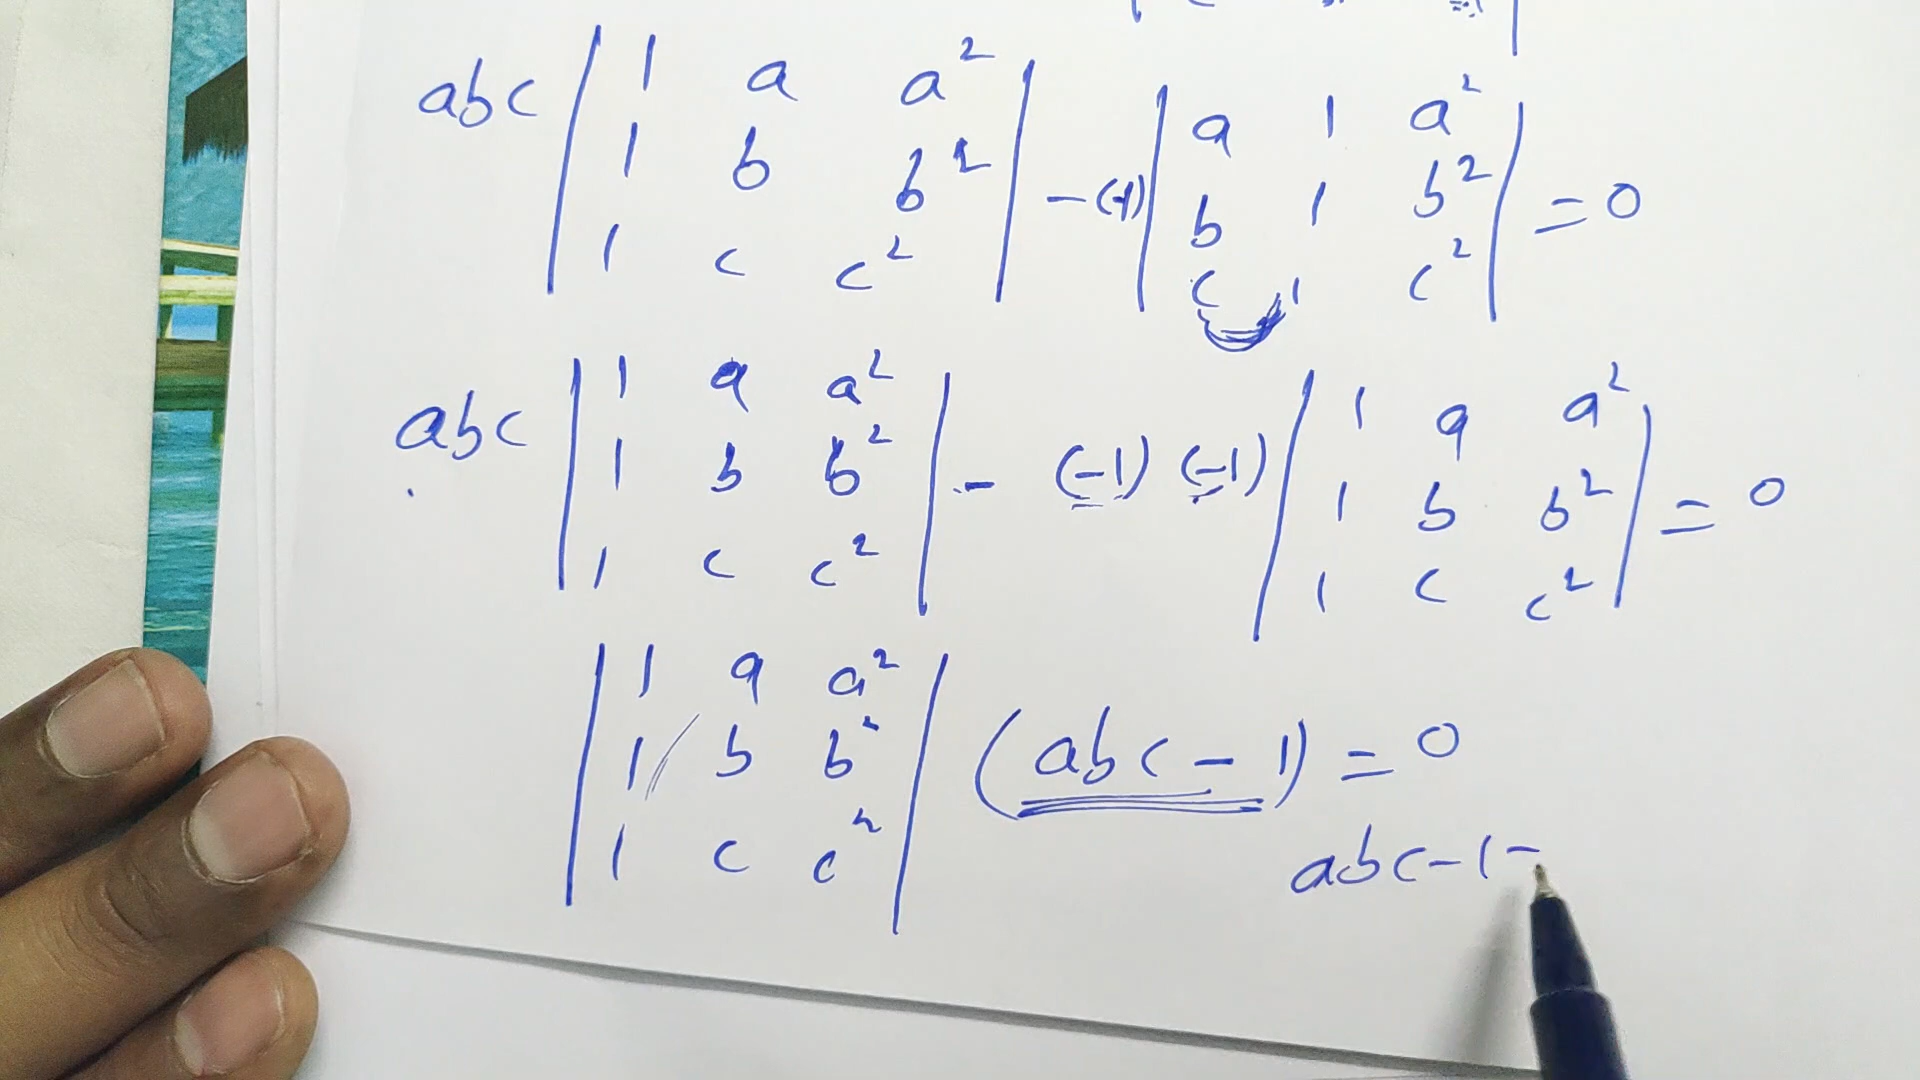 abc | 1 a a² | -(-1) | a 1 a² | = 0
| 1 b b² | | b 1 b² |
| 1 c c² | | c 1 c² |
abc | 1 a a² | - (-1) (-1) | 1 a a² | = 0
| 1 b b² | | 1 b b² |
| 1 c c² | | 1 c c² |
| 1 a a² | (abc - 1) = 0
| 1 b b² |
| 1 c c² |
abc - 1 -